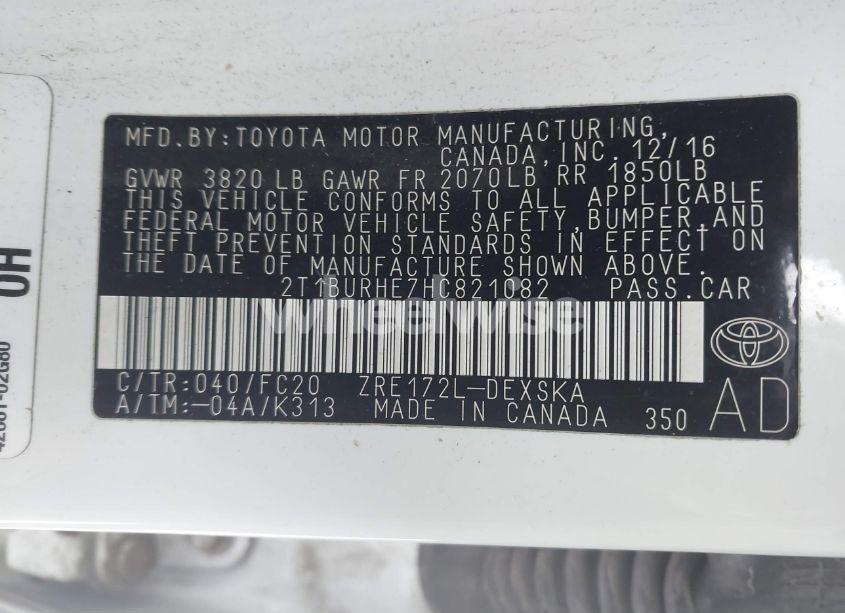 MFD.BY:TOYOTA MOTOR MANUFACTURING,
CANADA,INC. 12/16
GVWR 3820 LB GAWR FR 2070LB RR 1850LB
THIS VEHICLE CONFORMS TO ALL APPLICABLE
FEDERAL MOTOR VEHICLE SAFETY,BUMPER,AND
THEFT PREVENTION STANDARDS IN EFFECT ON
THE DATE OF MANUFACTURE SHOWN ABOVE.
2T1BURHE7HC821082 PASS.CAR
wheelwise
C/TR:040/FC20 ZRE172L-DEXSKA
A/TM:-04A/K313 MADE IN CANADA 350
AD
OH